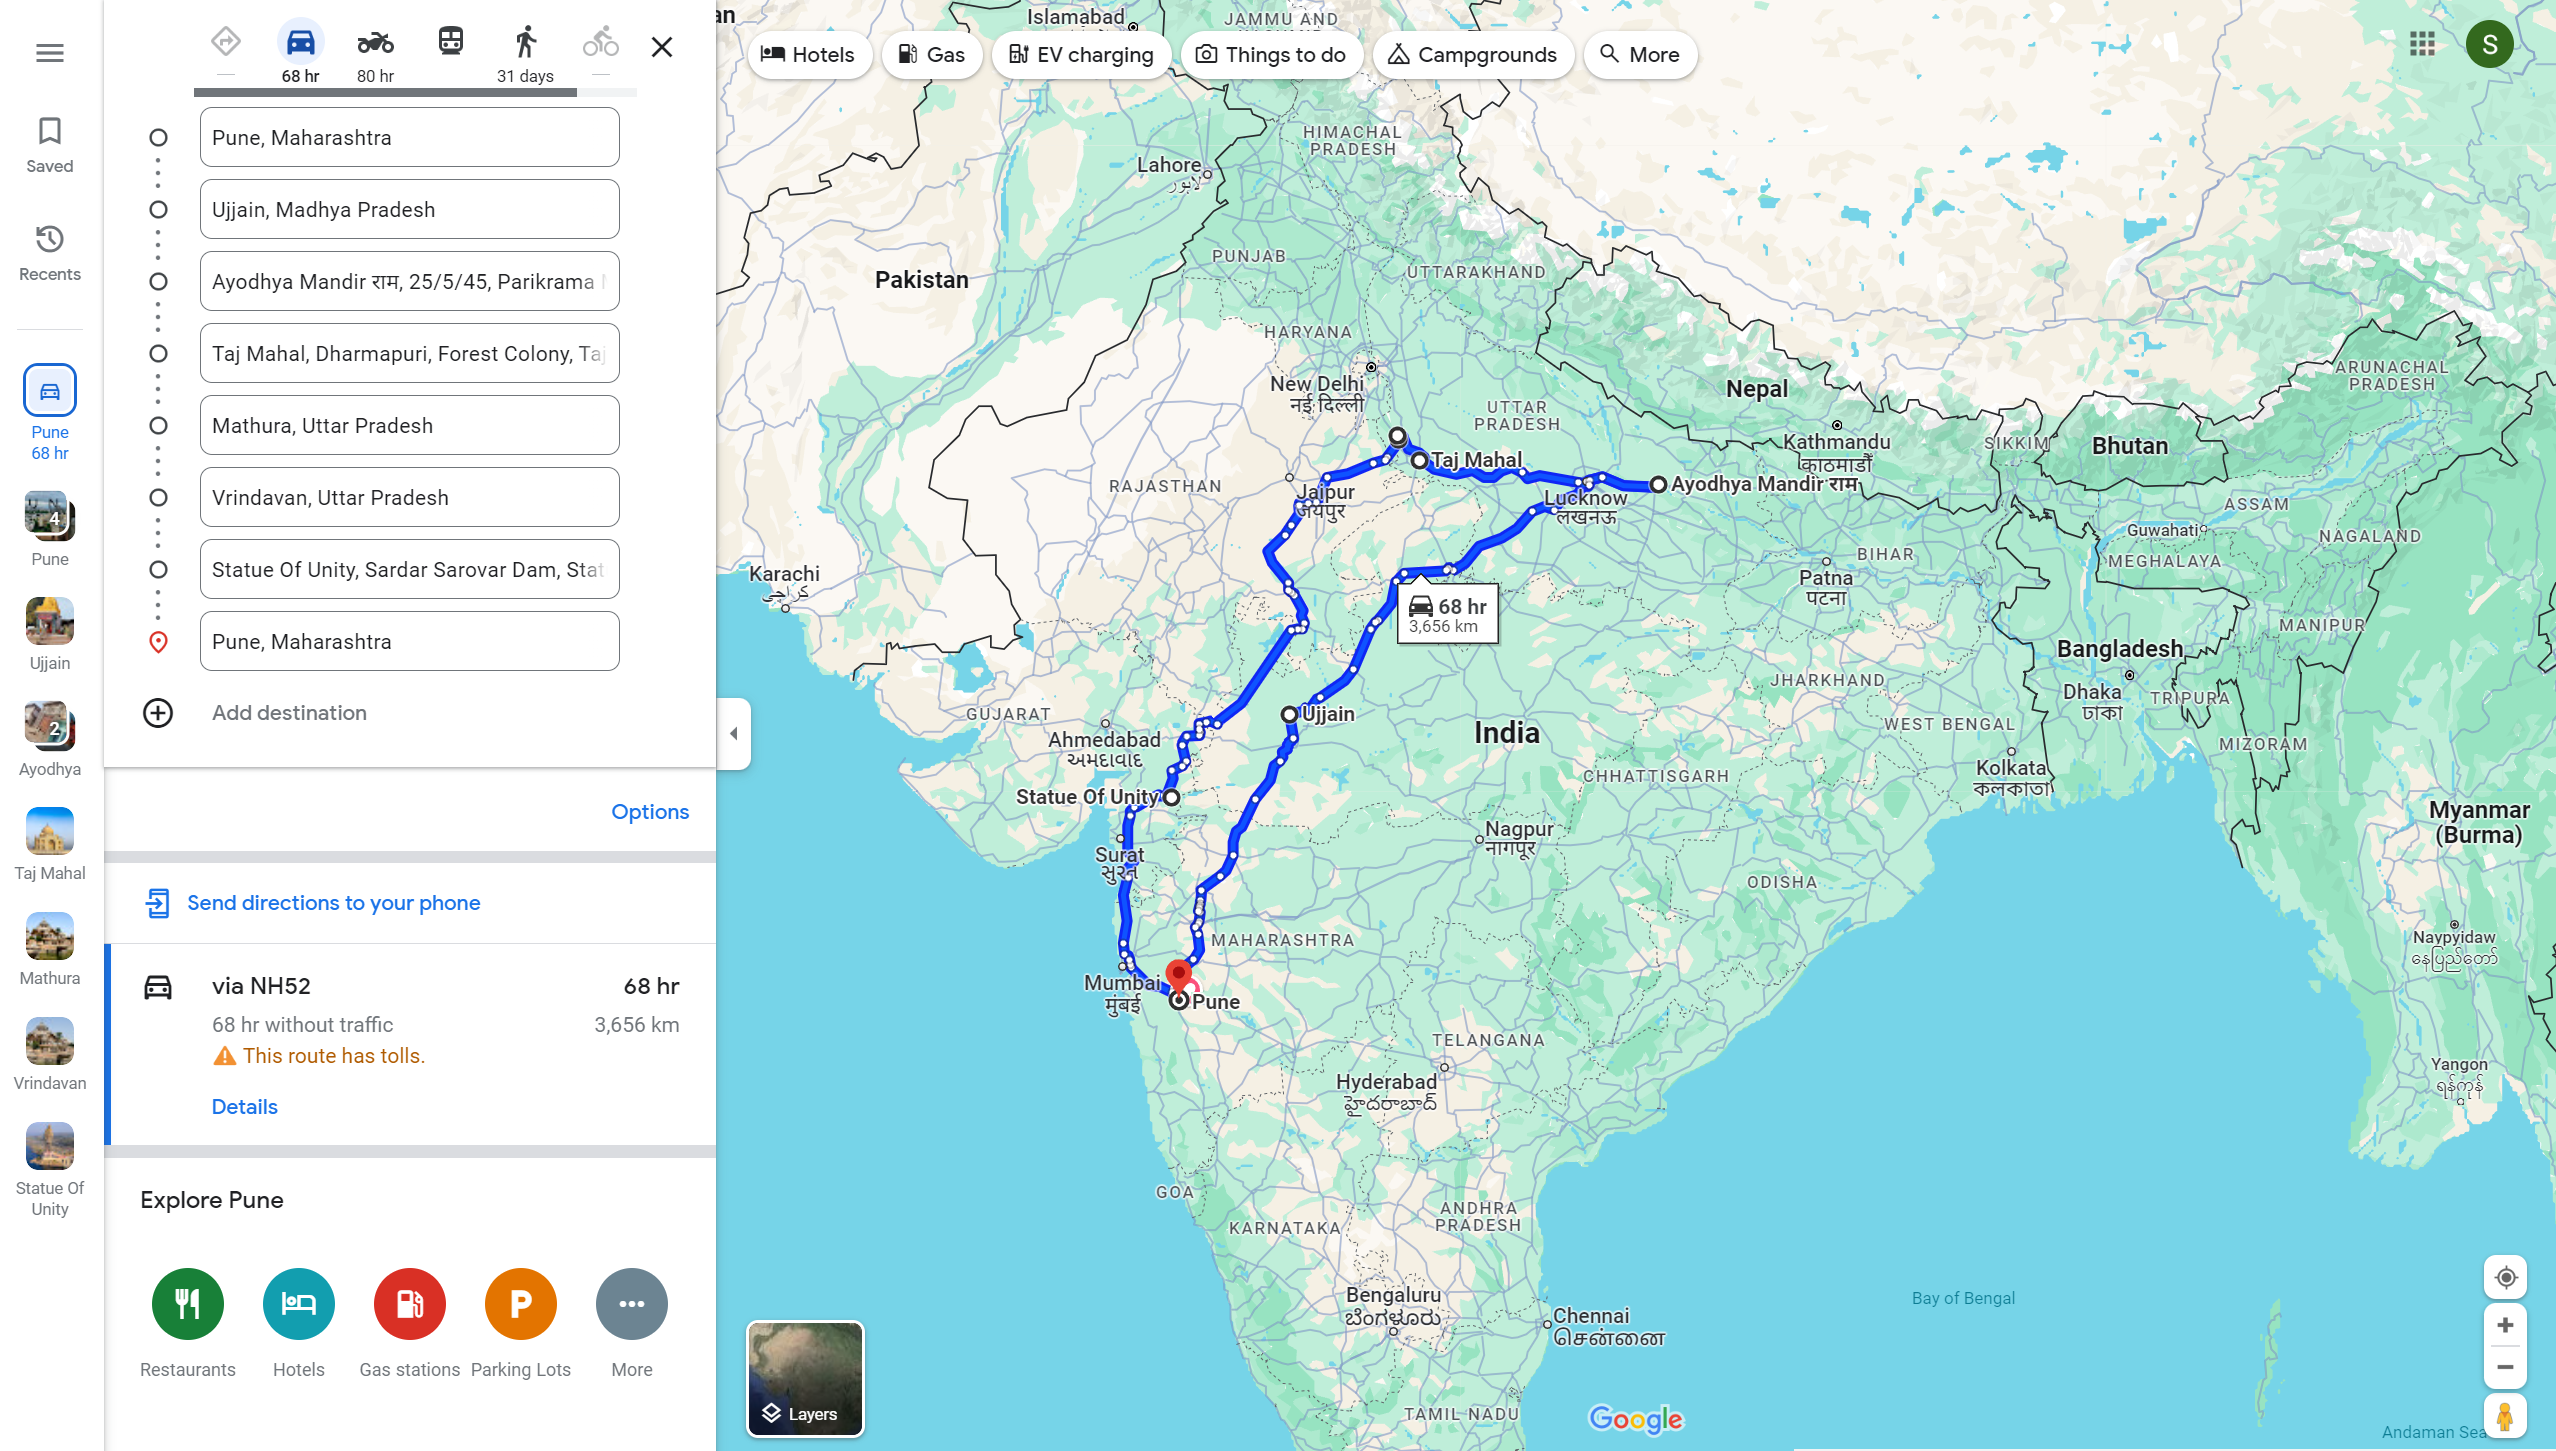 68 hr
80 hr
31 days
Saved
Recents
Pune
68 hr
4
Pune
Ujjain
2
Ayodhya
Taj Mahal
Mathura
Vrindavan
Statue Of
Unity
Pune, Maharashtra
Ujjain, Madhya Pradesh
Ayodhya Mandir राम, 25/5/45, Parikrama
Taj Mahal, Dharmapuri, Forest Colony, Taj
Mathura, Uttar Pradesh
Vrindavan, Uttar Pradesh
Statue Of Unity, Sardar Sarovar Dam, Stat
Pune, Maharashtra
Add destination
Options
Send directions to your phone
via NH52
68 hr
68 hr without traffic
3,656 km
This route has tolls.
Details
Explore Pune
Restaurants
Hotels
Gas stations
P
Parking Lots
More
Hotels
Gas
EV charging
Things to do
Campgrounds
More
S
Islamabad
JAMMU AND
HIMACHAL
PRADESH
Lahore
لاہور
PUNJAB
Pakistan
UTTARAKHAND
HARYANA
New Delhi
नई दिल्ली
UTTAR
PRADESH
Nepal
Kathmandu
काठमाडौँ
SIKKIM
Bhutan
ARUNACHAL
PRADESH
Taj Mahal
Ayodhya Mandir राम
RAJASTHAN
Jaipur
जयपुर
Lucknow
लखनऊ
ASSAM
Guwahati
NAGALAND
MEGHALAYA
BIHAR
Patna
पटना
Karachi
كراچى
68 hr
3,656 km
MANIPUR
Bangladesh
Dhaka
ঢাকা
TRIPURA
JHARKHAND
WEST BENGAL
MIZORAM
GUJARAT
Ujjain
India
Ahmedabad
અમદાવાદ
Kolkata
কলকাতা
CHHATTISGARH
Statue Of Unity
Myanmar
(Burma)
Surat
सुरत
Nagpur
नागपूर
ODISHA
MAHARASHTRA
Naypyidaw
နေပြည်တော်
Mumbai
मुंबई
Pune
TELANGANA
Hyderabad
హైదరాబాద్
Yangon
ရန်ကုန်
GOA
KARNATAKA
ANDHRA
PRADESH
Bengaluru
ಬೆಂಗಳೂರು
Chennai
சென்னை
Bay of Bengal
TAMIL NADU
Layers
Google
Andaman Sea